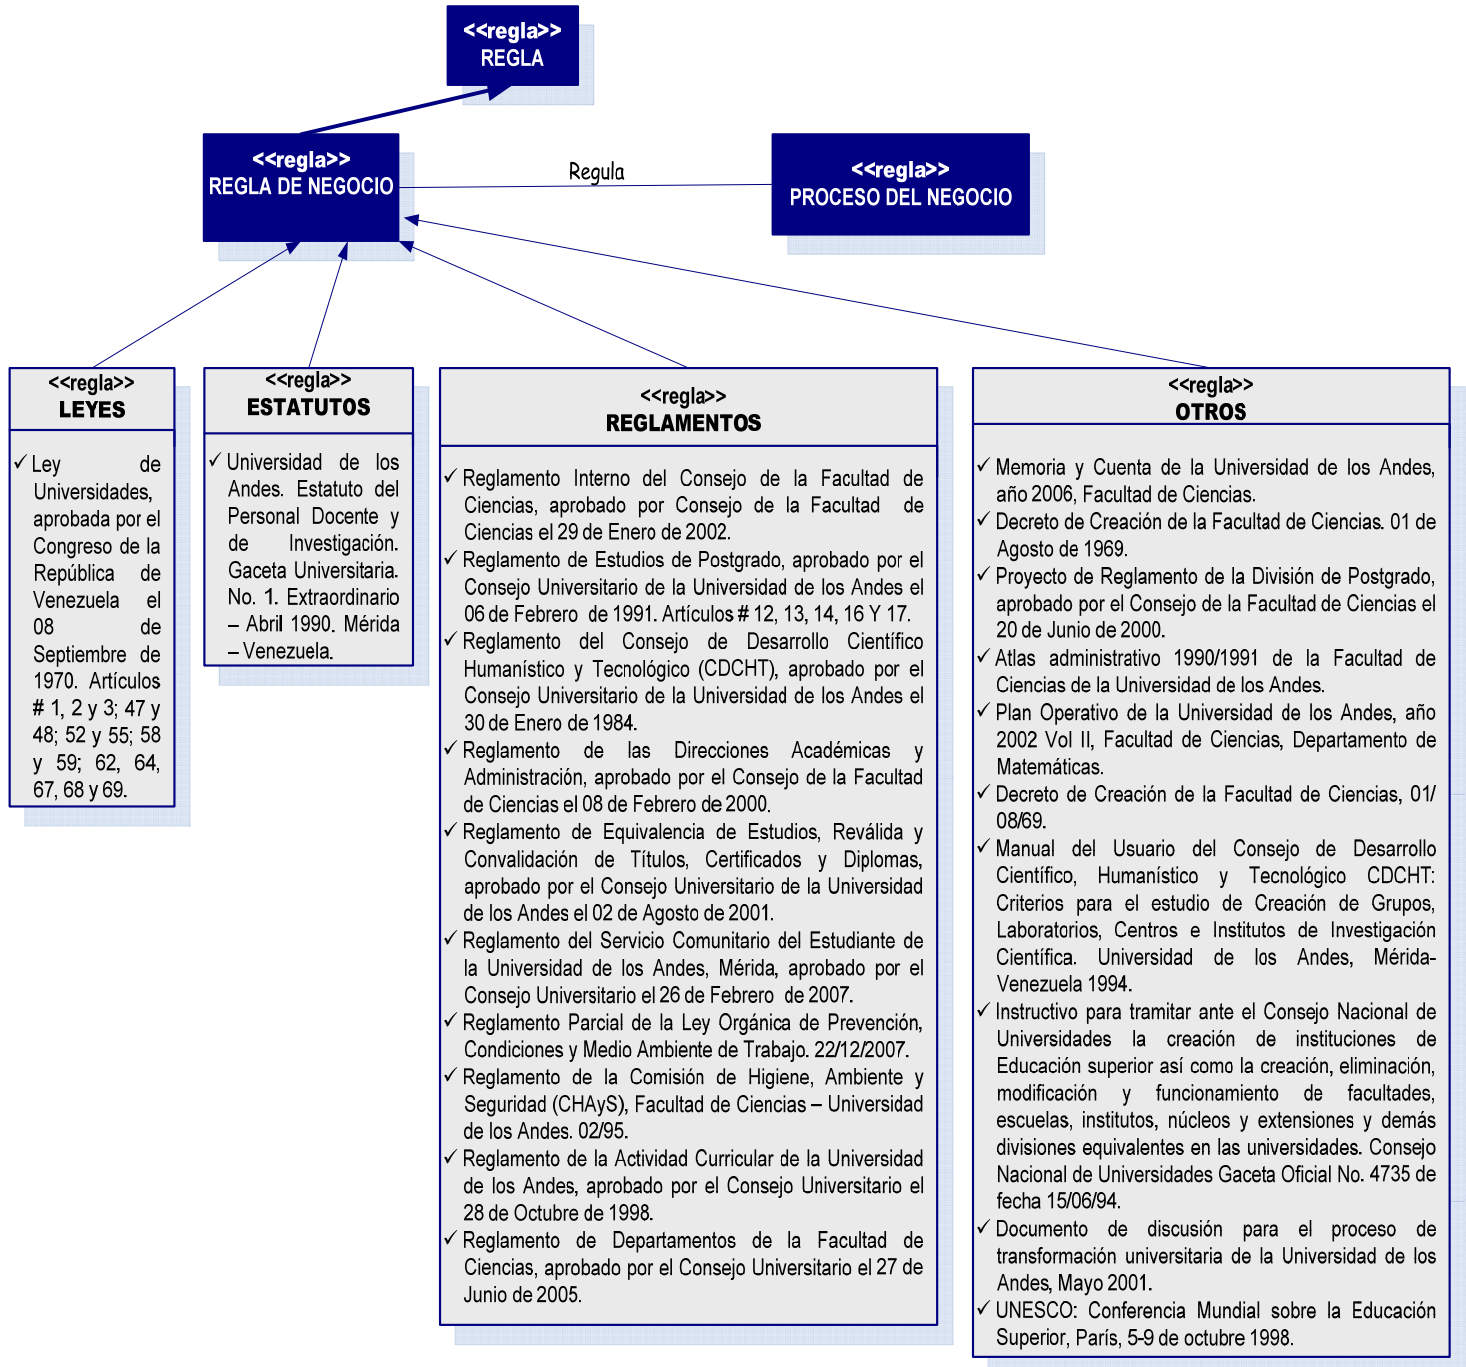 <<regla>>
REGLA
<<regla>>
REGLA DE NEGOCIO
Regula
<<regla>>
PROCESO DEL NEGOCIO
<<regla>>
LEYES
✓ Ley de
Universidades,
aprobada por el
Congreso de la
República de
Venezuela el
08 de
Septiembre de
1970. Artículos
# 1, 2 y 3; 47 y
48; 52 y 55; 58
y 59; 62, 64,
67, 68 y 69.
<<regla>>
ESTATUTOS
✓ Universidad de los
Andes. Estatuto del
Personal Docente y
de Investigación.
Gaceta Universitaria.
No. 1. Extraordinario
– Abril 1990. Mérida
– Venezuela.
<<regla>>
REGLAMENTOS
✓ Reglamento Interno del Consejo de la Facultad de
Ciencias, aprobado por Consejo de la Facultad de
Ciencias el 29 de Enero de 2002.
✓ Reglamento de Estudios de Postgrado, aprobado por el
Consejo Universitario de la Universidad de los Andes el
06 de Febrero de 1991. Artículos # 12, 13, 14, 16 Y 17.
✓ Reglamento del Consejo de Desarrollo Científico
Humanístico y Tecnológico (CDCHT), aprobado por el
Consejo Universitario de la Universidad de los Andes el
30 de Enero de 1984.
✓ Reglamento de las Direcciones Académicas y
Administración, aprobado por el Consejo de la Facultad
de Ciencias el 08 de Febrero de 2000.
✓ Reglamento de Equivalencia de Estudios, Reválida y
Convalidación de Títulos, Certificados y Diplomas,
aprobado por el Consejo Universitario de la Universidad
de los Andes el 02 de Agosto de 2001.
✓ Reglamento del Servicio Comunitario del Estudiante de
la Universidad de los Andes, Mérida, aprobado por el
Consejo Universitario el 26 de Febrero de 2007.
✓ Reglamento Parcial de la Ley Orgánica de Prevención,
Condiciones y Medio Ambiente de Trabajo. 22/12/2007.
✓ Reglamento de la Comisión de Higiene, Ambiente y
Seguridad (CHAyS), Facultad de Ciencias – Universidad
de los Andes. 02/95.
✓ Reglamento de la Actividad Curricular de la Universidad
de los Andes, aprobado por el Consejo Universitario el
28 de Octubre de 1998.
✓ Reglamento de Departamentos de la Facultad de
Ciencias, aprobado por el Consejo Universitario el 27 de
Junio de 2005.
<<regla>>
OTROS
✓ Memoria y Cuenta de la Universidad de los Andes,
año 2006, Facultad de Ciencias.
✓ Decreto de Creación de la Facultad de Ciencias. 01 de
Agosto de 1969.
✓ Proyecto de Reglamento de la División de Postgrado,
aprobado por el Consejo de la Facultad de Ciencias el
20 de Junio de 2000.
✓ Atlas administrativo 1990/1991 de la Facultad de
Ciencias de la Universidad de los Andes.
✓ Plan Operativo de la Universidad de los Andes, año
2002 Vol II, Facultad de Ciencias, Departamento de
Matemáticas.
✓ Decreto de Creación de la Facultad de Ciencias, 01/
08/69.
✓ Manual del Usuario del Consejo de Desarrollo
Científico, Humanístico y Tecnológico CDCHT:
Criterios para el estudio de Creación de Grupos,
Laboratorios, Centros e Institutos de Investigación
Científica. Universidad de los Andes, Mérida-
Venezuela 1994.
✓ Instructivo para tramitar ante el Consejo Nacional de
Universidades la creación de instituciones de
Educación superior así como la creación, eliminación,
modificación y funcionamiento de facultades,
escuelas, institutos, núcleos y extensiones y demás
divisiones equivalentes en las universidades. Consejo
Nacional de Universidades Gaceta Oficial No. 4735 de
fecha 15/06/94.
✓ Documento de discusión para el proceso de
transformación universitaria de la Universidad de los
Andes, Mayo 2001.
✓ UNESCO: Conferencia Mundial sobre la Educación
Superior, París, 5-9 de octubre 1998.